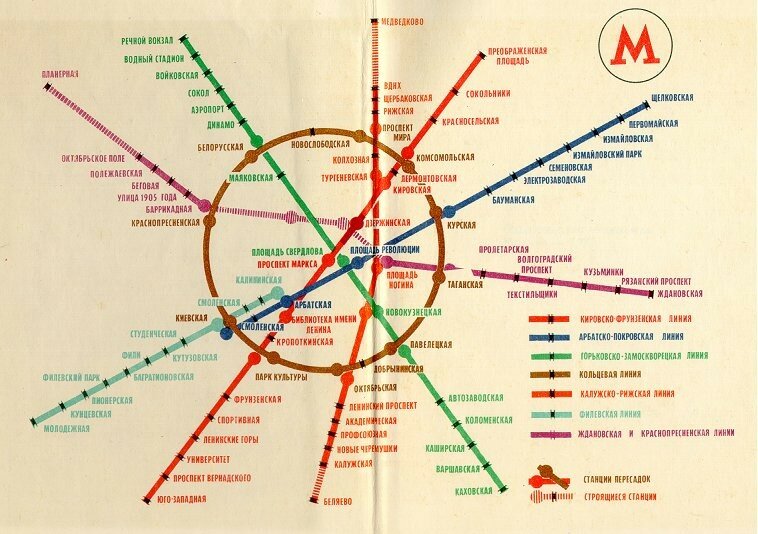 М
МЕДВЕДКОВО
ВДНХ
ЩЕРБАКОВСКАЯ
РИЖСКАЯ
ПРОСПЕКТ
МИРА
КОЛХОЗНАЯ
ТУРГЕНЕВСКАЯ
ПРЕОБРАЖЕНСКАЯ
ПЛОЩАДЬ
СОКОЛЬНИКИ
КРАСНОСЕЛЬСКАЯ
КОМСОМОЛЬСКАЯ
ЛЕРМОНТОВСКАЯ
КИРОВСКАЯ
ДЗЕРЖИНСКАЯ
РЕЧНОЙ ВОКЗАЛ
ВОДНЫЙ СТАДИОН
ВОЙКОВСКАЯ
СОКОЛ
АЭРОПОРТ
ДИНАМО
БЕЛОРУССКАЯ
НОВОСЛОБОДСКАЯ
МАЯКОВСКАЯ
ПЛАНЕРНАЯ
ОКТЯБРЬСКОЕ ПОЛЕ
ПОЛЕЖАЕВСКАЯ
БЕГОВАЯ
УЛИЦА 1905 ГОДА
БАРРИКАДНАЯ
КРАСНОПРЕСНЕНСКАЯ
ЩЕЛКОВСКАЯ
ПЕРВОМАЙСКАЯ
ИЗМАЙЛОВСКАЯ
ИЗМАЙЛОВСКИЙ ПАРК
СЕМЕНОВСКАЯ
ЭЛЕКТРОЗАВОДСКАЯ
БАУМАНСКАЯ
КУРСКАЯ
ПЛОЩАДЬ СВЕРДЛОВА
ПРОСПЕКТ МАРКСА
ПЛОЩАДЬ РЕВОЛЮЦИИ
ПЛОЩАДЬ
НОГИНА
ТАГАНСКАЯ
ПРОЛЕТАРСКАЯ
ВОЛГОГРАДСКИЙ
ПРОСПЕКТ
ТЕКСТИЛЬЩИКИ
КУЗЬМИНКИ
РЯЗАНСКИЙ ПРОСПЕКТ
ЖДАНОВСКАЯ
КАЛИНИНСКАЯ
СМОЛЕНСКАЯ
АРБАТСКАЯ
КИЕВСКАЯ
СМОЛЕНСКАЯ
БИБЛИОТЕКА ИМЕНИ
ЛЕНИНА
КРОПОТКИНСКАЯ
НОВОКУЗНЕЦКАЯ
ПАВЕЛЕЦКАЯ
ДОБРЫНИНСКАЯ
ОКТЯБРЬСКАЯ
ПАРК КУЛЬТУРЫ
СТУДЕНЧЕСКАЯ
КУТУЗОВСКАЯ
ФИЛИ
БАГРАТИОНОВСКАЯ
ФИЛЕВСКИЙ ПАРК
ПИОНЕРСКАЯ
КУНЦЕВСКАЯ
МОЛОДЕЖНАЯ
ФРУНЗЕНСКАЯ
СПОРТИВНАЯ
ЛЕНИНСКИЕ ГОРЫ
УНИВЕРСИТЕТ
ПРОСПЕКТ ВЕРНАДСКОГО
ЮГО-ЗАПАДНАЯ
ЛЕНИНСКИЙ ПРОСПЕКТ
АКАДЕМИЧЕСКАЯ
ПРОФСОЮЗНАЯ
НОВЫЕ ЧЕРЕМУШКИ
КАЛУЖСКАЯ
БЕЛЯЕВО
АВТОЗАВОДСКАЯ
КОЛОМЕНСКАЯ
КАШИРСКАЯ
ВАРШАВСКАЯ
КАХОВСКАЯ
КИРОВСКО-ФРУНЗЕНСКАЯ ЛИНИЯ
АРБАТСКО-ПОКРОВСКАЯ ЛИНИЯ
ГОРЬКОВСКО-ЗАМОСКВОРЕЦКАЯ ЛИНИЯ
КОЛЬЦЕВАЯ ЛИНИЯ
КАЛУЖСКО-РИЖСКАЯ ЛИНИЯ
ФИЛЕВСКАЯ ЛИНИЯ
ЖДАНОВСКАЯ И КРАСНОПРЕСНЕНСКАЯ ЛИНИИ
СТАНЦИИ ПЕРЕСАДОК
СТРОЯЩИЕСЯ СТАНЦИИ